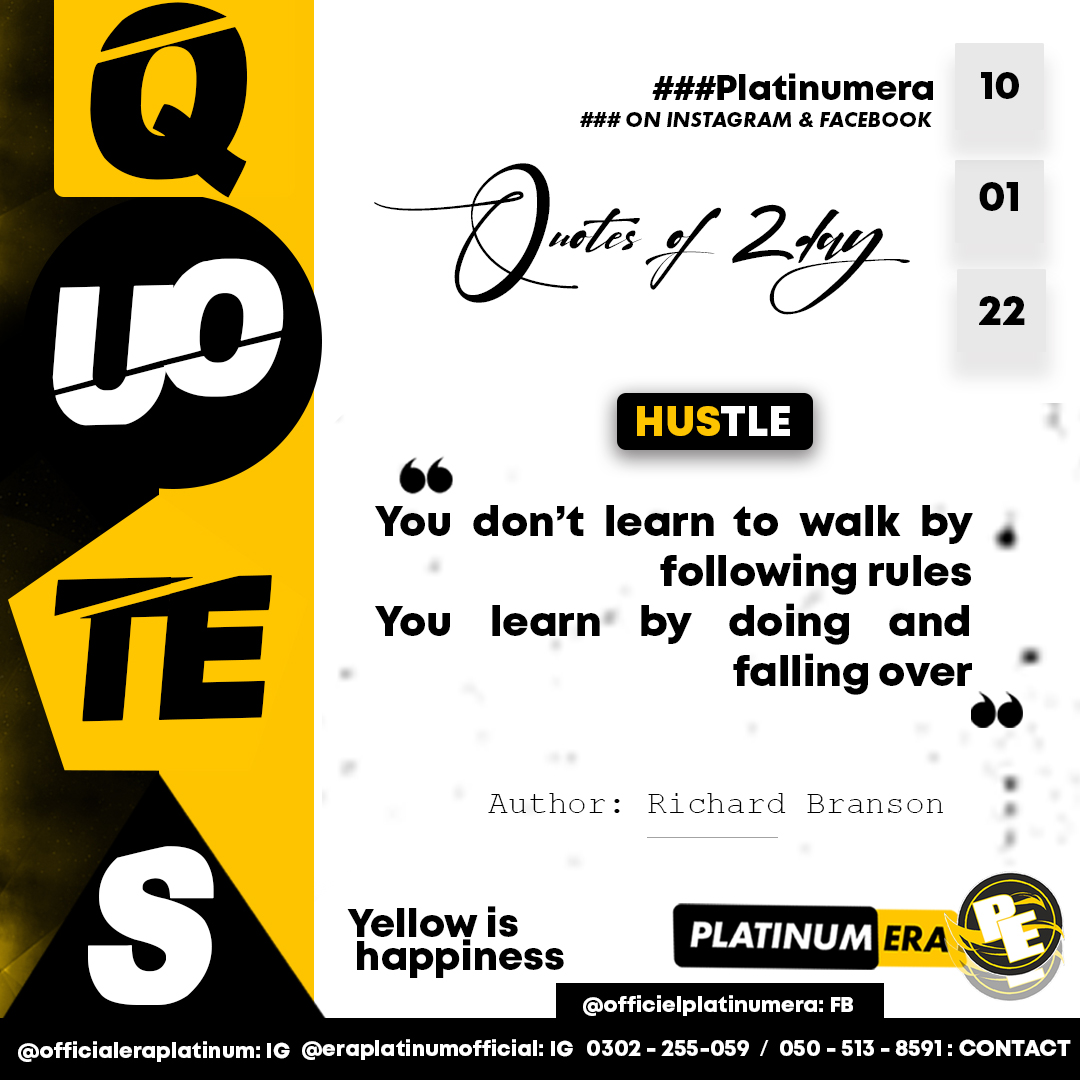 QUOTES
###Platinumera
### ON INSTAGRAM & FACEBOOK
10
01
22
Quotes of 2day
HUSTLE
“
You don’t learn to walk by
following rules
You learn by doing and
falling over
“
Author: Richard Branson
Yellow is
happiness
PLATINUM ERA
PE
@officielplatinumera: FB
@officialeraplatinum: IG @eraplatinumofficial: IG 0302 - 255-059 / 050 - 513 - 8591 : CONTACT